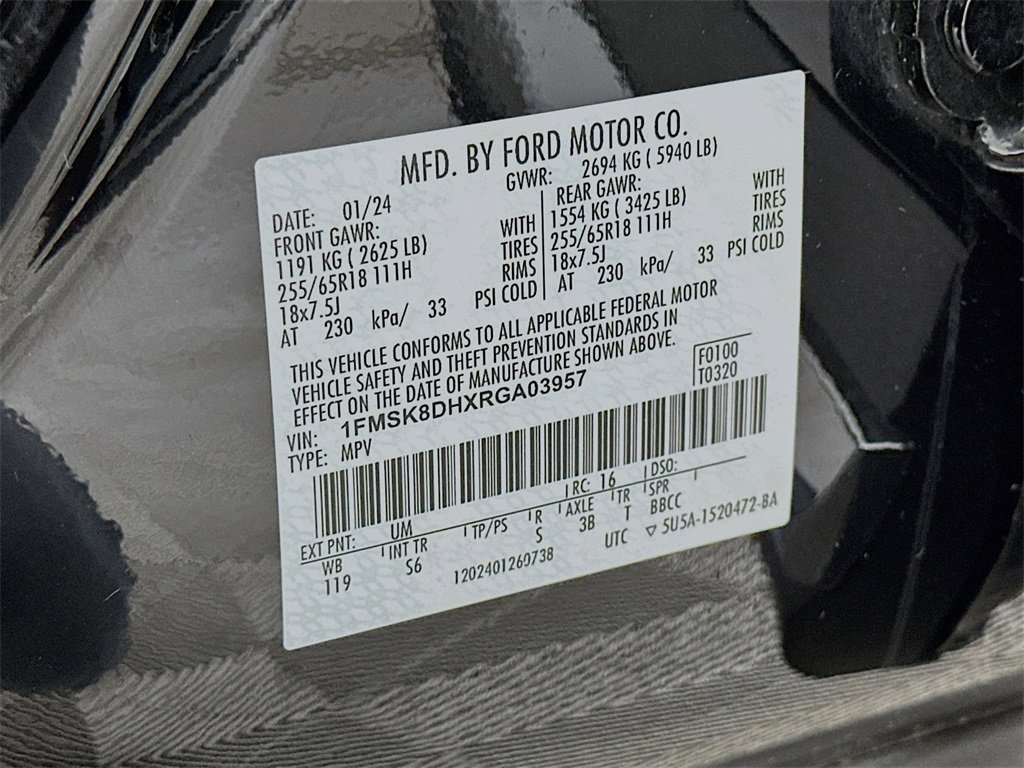 MFD. BY FORD MOTOR CO.
DATE: 01/24 GVWR: 2694 KG ( 5940 LB)
FRONT GAWR: REAR GAWR:
1191 KG ( 2625 LB) WITH 1554 KG ( 3425 LB) WITH
255/65R18 111H TIRES 255/65R18 111H TIRES
18x7.5J RIMS 18x7.5J RIMS
AT 230 kPa/ 33 PSI COLD AT 230 kPa/ 33 PSI COLD
THIS VEHICLE CONFORMS TO ALL APPLICABLE FEDERAL MOTOR
VEHICLE SAFETY AND THEFT PREVENTION STANDARDS IN
EFFECT ON THE DATE OF MANUFACTURE SHOWN ABOVE.
VIN: 1FMSK8DHXRGA03957 F0100
TYPE: MPV T0320
EXT PNT: UM RC: 16 DSO:
WB INT TR TP/PS R AXLE TR SPR
119 S6 S 3B T BBCC
1202401260738 UTC ▽ 5U5A-1520472-BA